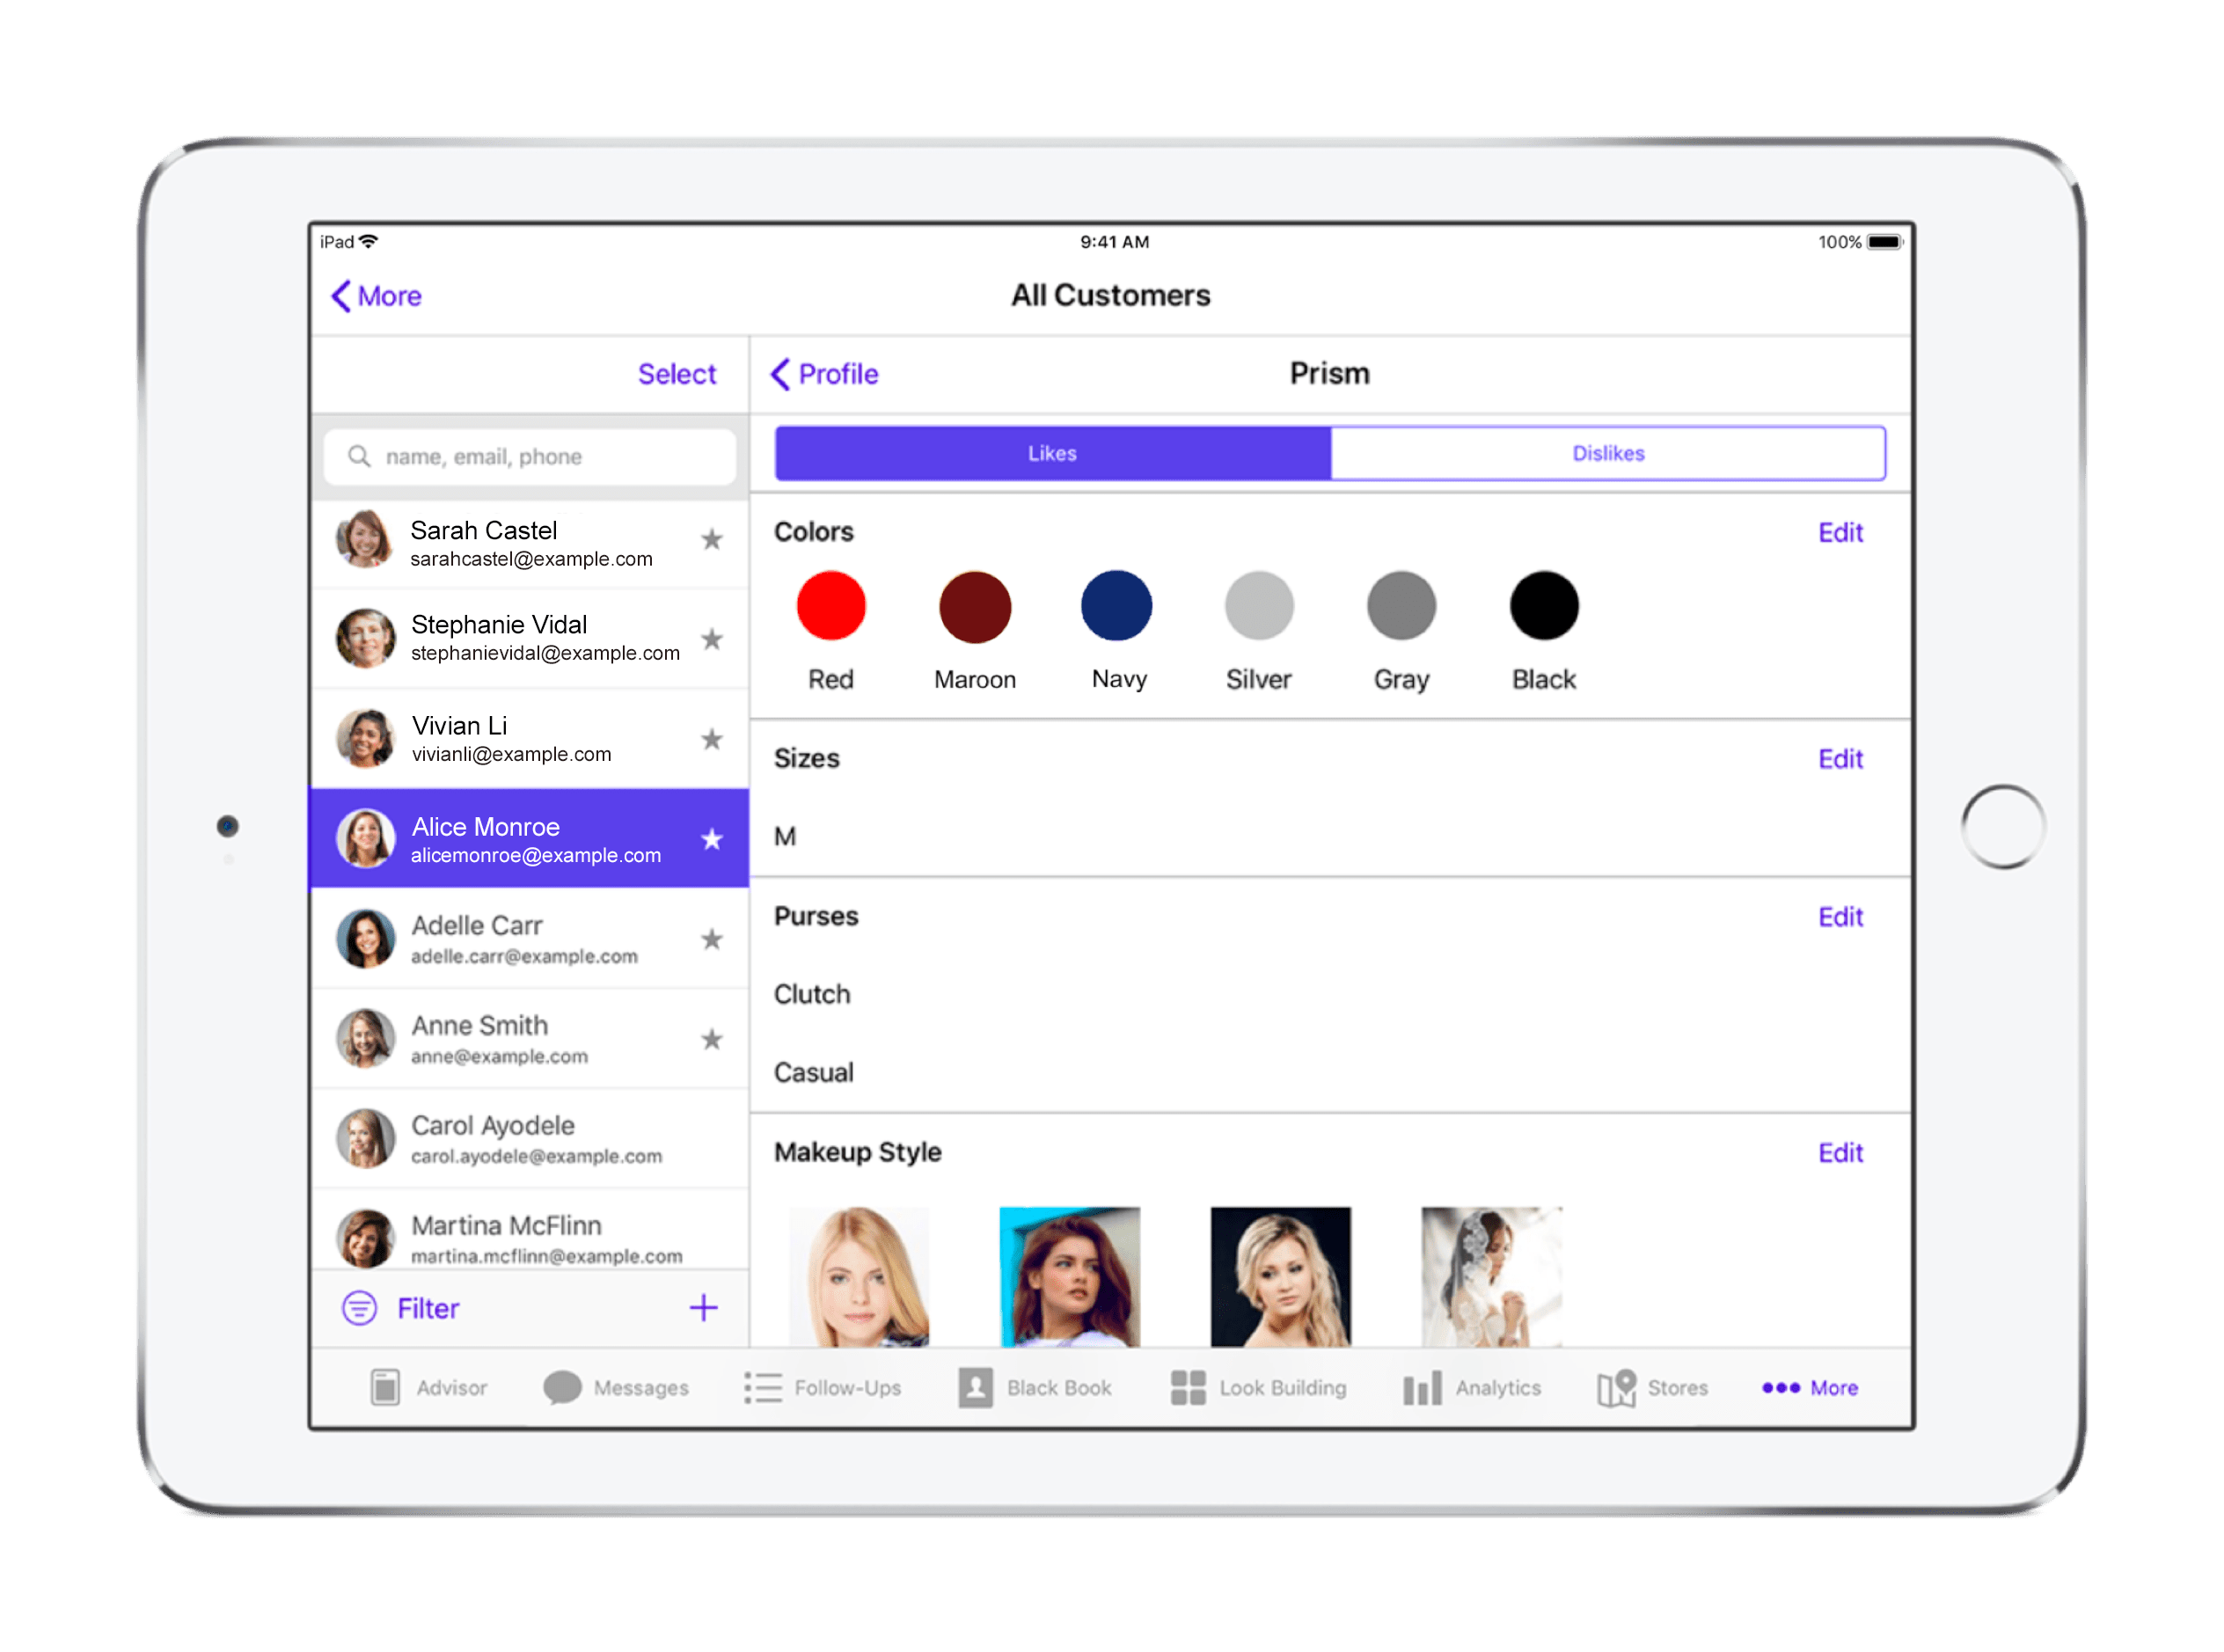 iPad
9:41 AM
100%
More
All Customers
Select
Profile
Prism
name, email, phone
Likes
Dislikes
Sarah Castel
sarahcastel@example.com
Stephanie Vidal
stephanievidal@example.com
Vivian Li
vivianli@example.com
Alice Monroe
alicemonroe@example.com
Adelle Carr
adelle.carr@example.com
Anne Smith
anne@example.com
Carol Ayodele
carol.ayodele@example.com
Martina McFlinn
martina.mcflinn@example.com
Filter
Colors
Edit
Red
Maroon
Navy
Silver
Gray
Black
Sizes
Edit
M
Purses
Edit
Clutch
Casual
Makeup Style
Edit
Advisor
Messages
Follow-Ups
Black Book
Look Building
Analytics
Stores
More